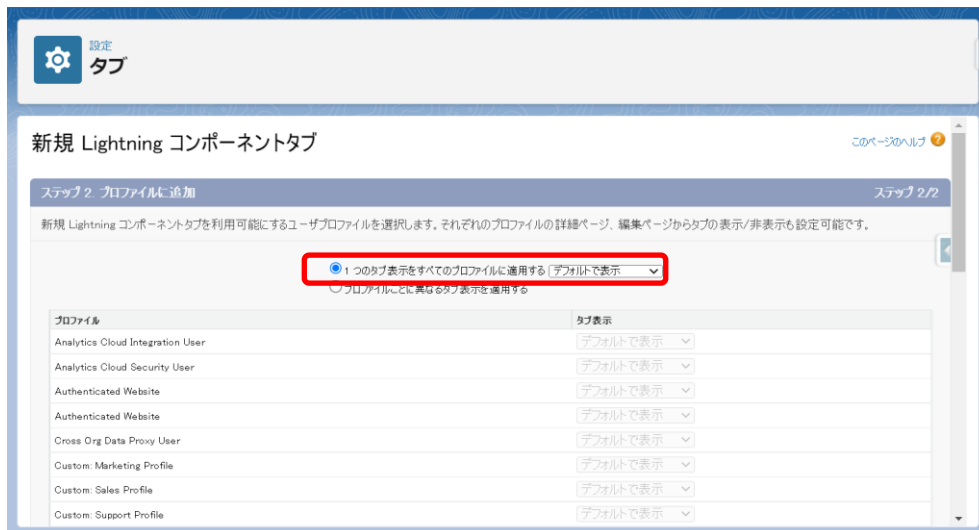 設定
タブ
新規 Lightning コンポーネントタブ
このページのヘルプ
ステップ 2. プロファイルに追加
ステップ 2/2
新規 Lightning コンポーネントタブを利用可能にするユーザプロファイルを選択します。それぞれのプロファイルの詳細ページ、編集ページからタブの表示/非表示も設定可能です。
1 つのタブ表示をすべてのプロファイルに適用する デフォルトで表示
プロファイルごとに異なるタブ表示を適用する
プロファイル タブ表示
Analytics Cloud Integration User デフォルトで表示
Analytics Cloud Security User デフォルトで表示
Authenticated Website デフォルトで表示
Authenticated Website デフォルトで表示
Cross Org Data Proxy User デフォルトで表示
Custom: Marketing Profile デフォルトで表示
Custom: Sales Profile デフォルトで表示
Custom: Support Profile デフォルトで表示